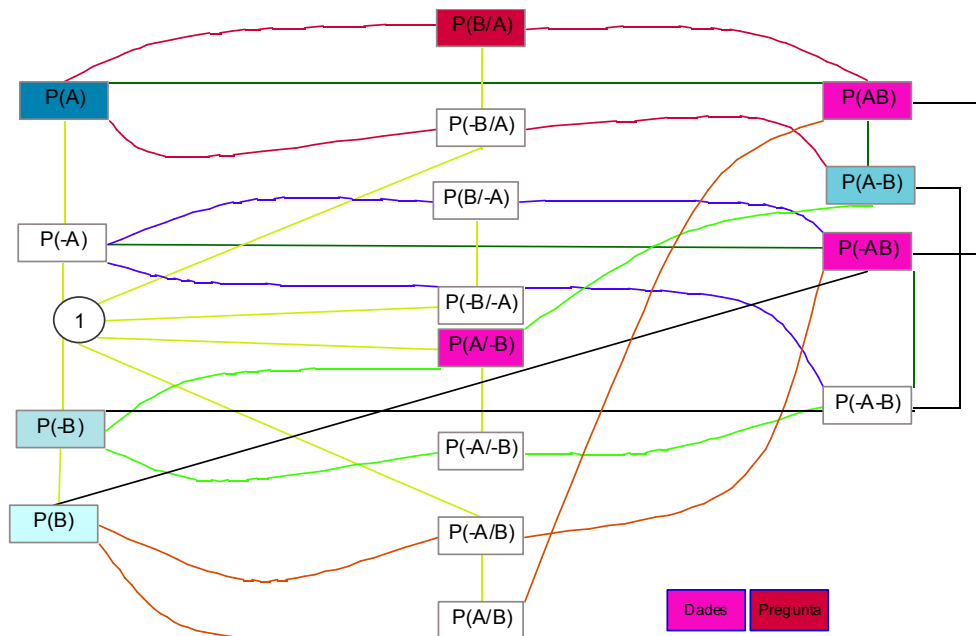 P(B/A)
P(A)
P(AB)
P(-B/A)
P(A-B)
P(B/-A)
P(-A)
P(-AB)
P(-B/-A)
1
P(A/-B)
P(-A-B)
P(-B)
P(-A/-B)
P(B)
P(-A/B)
P(A/B)
Dades
Pregunta